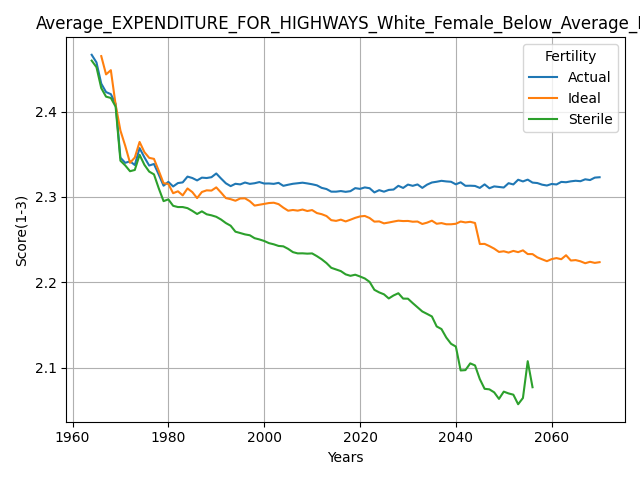 Average_EXPENDITURE_FOR_HIGHWAYS_White_Female_Below_Average_
Fertility
Actual
Ideal
Sterile
Score(1-3)
2.4
2.3
2.2
2.1
1960
1980
2000
2020
2040
2060
Years